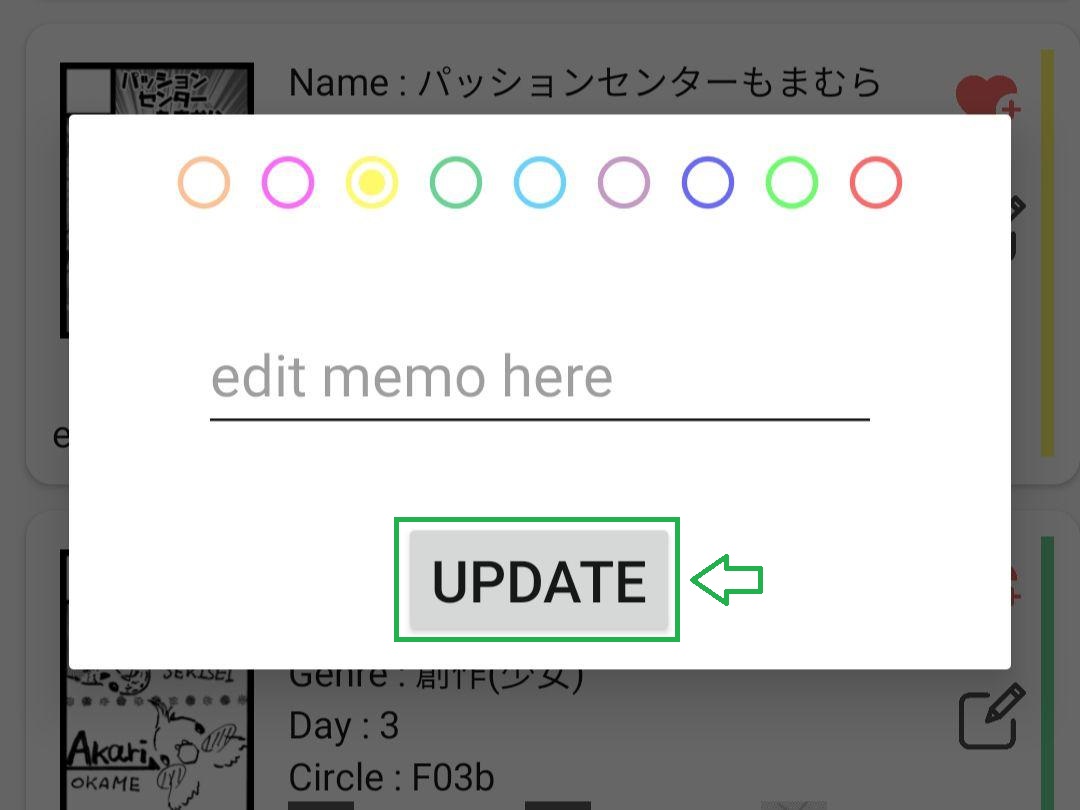 パッション
センター
Name : パッションセンターもまむら
edit memo here
e
UPDATE
SEKISEI
Genre : 創作(少女)
Day : 3
Akari
OKAME
Circle : F03b